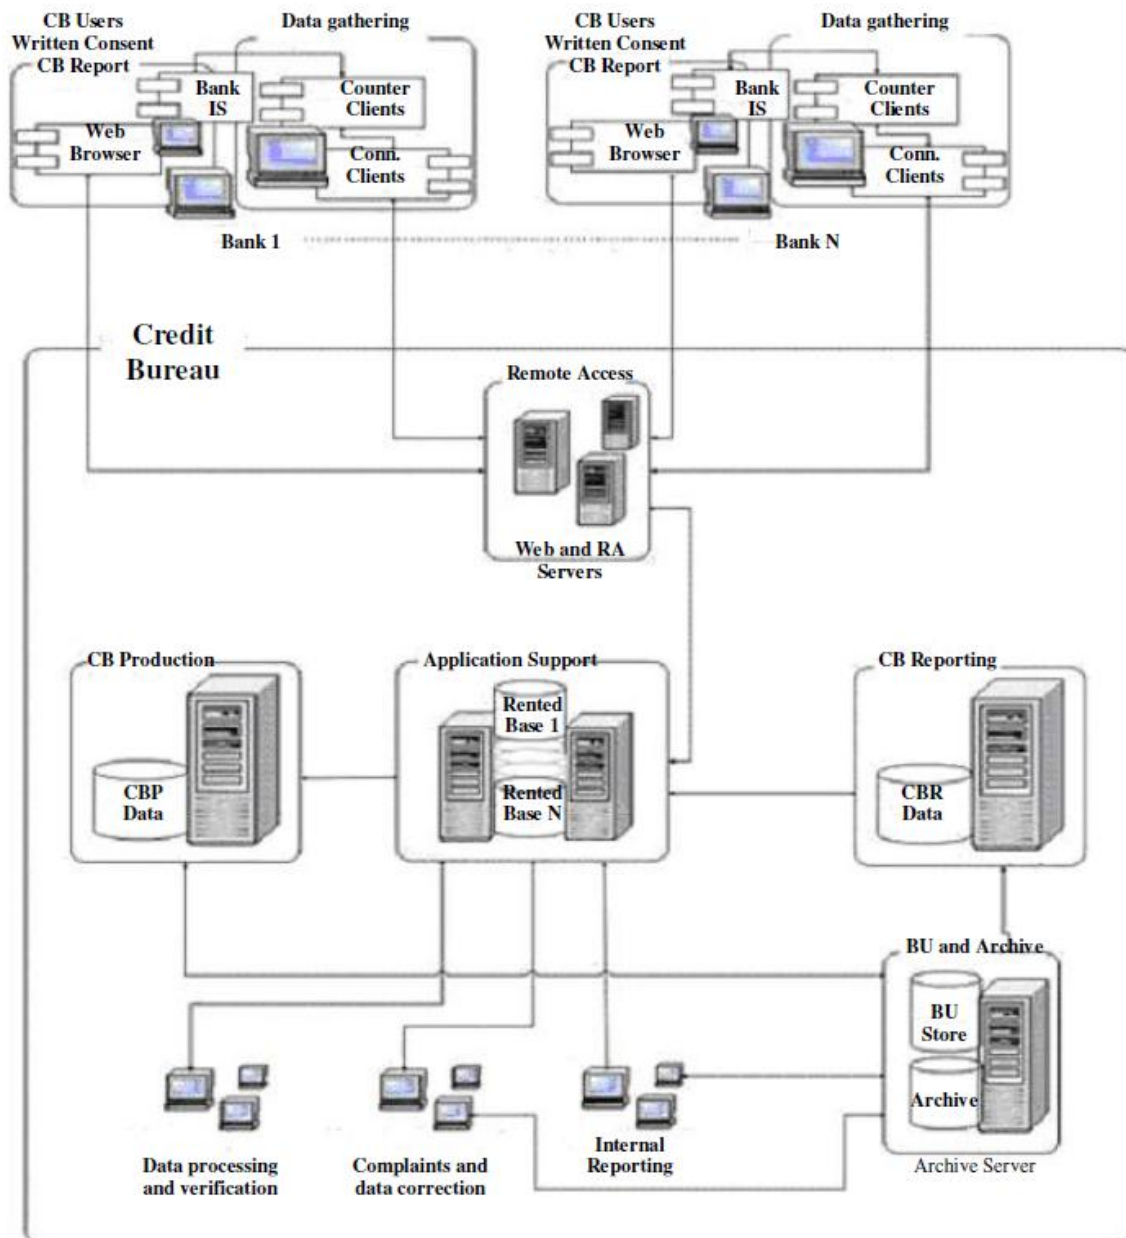 CB Users
Written Consent
CB Report
Data gathering
Bank
IS
Counter
Clients
Web
Browser
Conn.
Clients
Bank 1
CB Users
Written Consent
CB Report
Data gathering
Bank
IS
Counter
Clients
Web
Browser
Conn.
Clients
Bank N
Credit
Bureau
Remote Access
Web and RA
Servers
CB Production
CBP
Data
Application Support
Rented
Base 1
Rented
Base N
CB Reporting
CBR
Data
BU and Archive
BU
Store
Archive
Archive Server
Data processing
and verification
Complaints and
data correction
Internal
Reporting